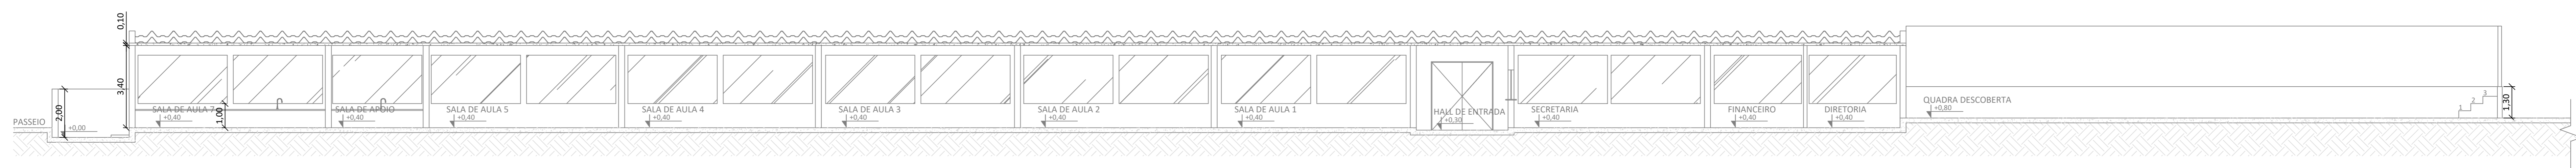 0,10
3,40
2,00
PASSEIO
+0,00
SALA DE AULA 7
+0,40
1,00
SALA DE APOIO
+0,40
SALA DE AULA 5
+0,40
SALA DE AULA 4
+0,40
SALA DE AULA 3
+0,40
SALA DE AULA 2
+0,40
SALA DE AULA 1
+0,40
HALL DE ENTRADA
+0,30
SECRETARIA
+0,40
FINANCEIRO
+0,40
DIRETORIA
+0,40
QUADRA DESCOBERTA
+0,80
1
2
3
1,30